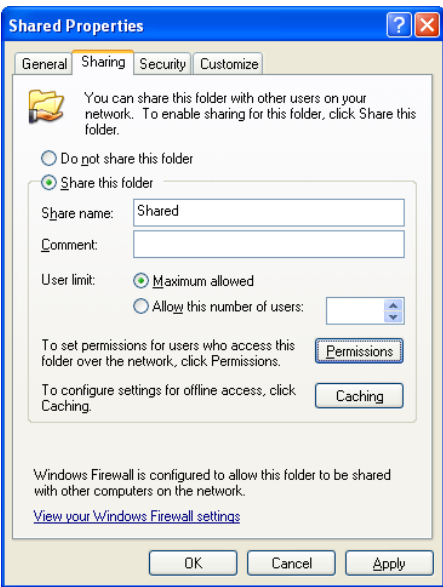 Shared Properties
General Sharing Security Customize
You can share this folder with other users on your
network. To enable sharing for this folder, click Share this
folder.
Do not share this folder
Share this folder
Share name: Shared
Comment:
User limit: Maximum allowed
Allow this number of users:
To set permissions for users who access this
folder over the network, click Permissions.
Permissions
To configure settings for offline access, click
Caching.
Caching
Windows Firewall is configured to allow this folder to be shared
with other computers on the network.
View your Windows Firewall settings
OK Cancel Apply